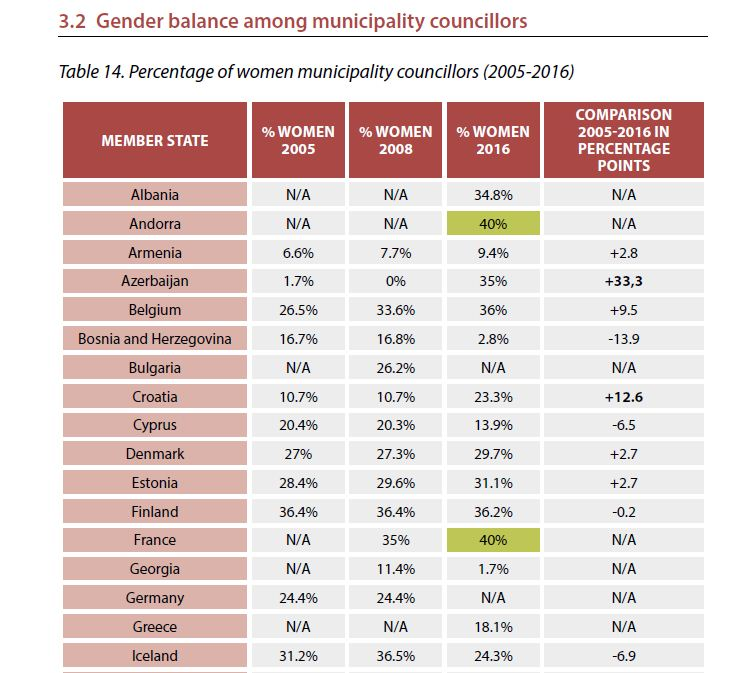 3.2 Gender balance among municipality councillors
Table 14. Percentage of women municipality councillors (2005-2016)
MEMBER STATE % WOMEN 2005 % WOMEN 2008 % WOMEN 2016 COMPARISON 2005-2016 IN PERCENTAGE POINTS
Albania N/A N/A 34.8% N/A
Andorra N/A N/A 40% N/A
Armenia 6.6% 7.7% 9.4% +2.8
Azerbaijan 1.7% 0% 35% +33,3
Belgium 26.5% 33.6% 36% +9.5
Bosnia and Herzegovina 16.7% 16.8% 2.8% -13.9
Bulgaria N/A 26.2% N/A N/A
Croatia 10.7% 10.7% 23.3% +12.6
Cyprus 20.4% 20.3% 13.9% -6.5
Denmark 27% 27.3% 29.7% +2.7
Estonia 28.4% 29.6% 31.1% +2.7
Finland 36.4% 36.4% 36.2% -0.2
France N/A 35% 40% N/A
Georgia N/A 11.4% 1.7% N/A
Germany 24.4% 24.4% N/A N/A
Greece N/A N/A 18.1% N/A
Iceland 31.2% 36.5% 24.3% -6.9